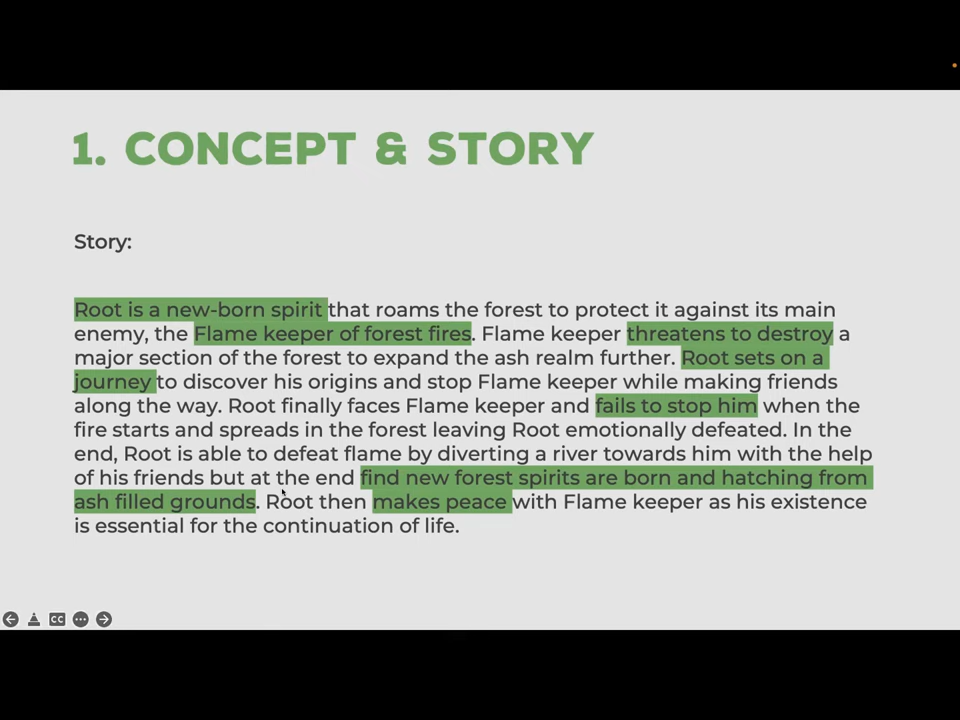 1. CONCEPT & STORY
Story:
Root is a new-born spirit that roams the forest to protect it against its main
enemy, the Flame keeper of forest fires. Flame keeper threatens to destroy a
major section of the forest to expand the ash realm further. Root sets on a
journey to discover his origins and stop Flame keeper while making friends
along the way. Root finally faces Flame keeper and fails to stop him when the
fire starts and spreads in the forest leaving Root emotionally defeated. In the
end, Root is able to defeat flame by diverting a river towards him with the help
of his friends but at the end find new forest spirits are born and hatching from
ash filled grounds. Root then makes peace with Flame keeper as his existence
is essential for the continuation of life.
CC